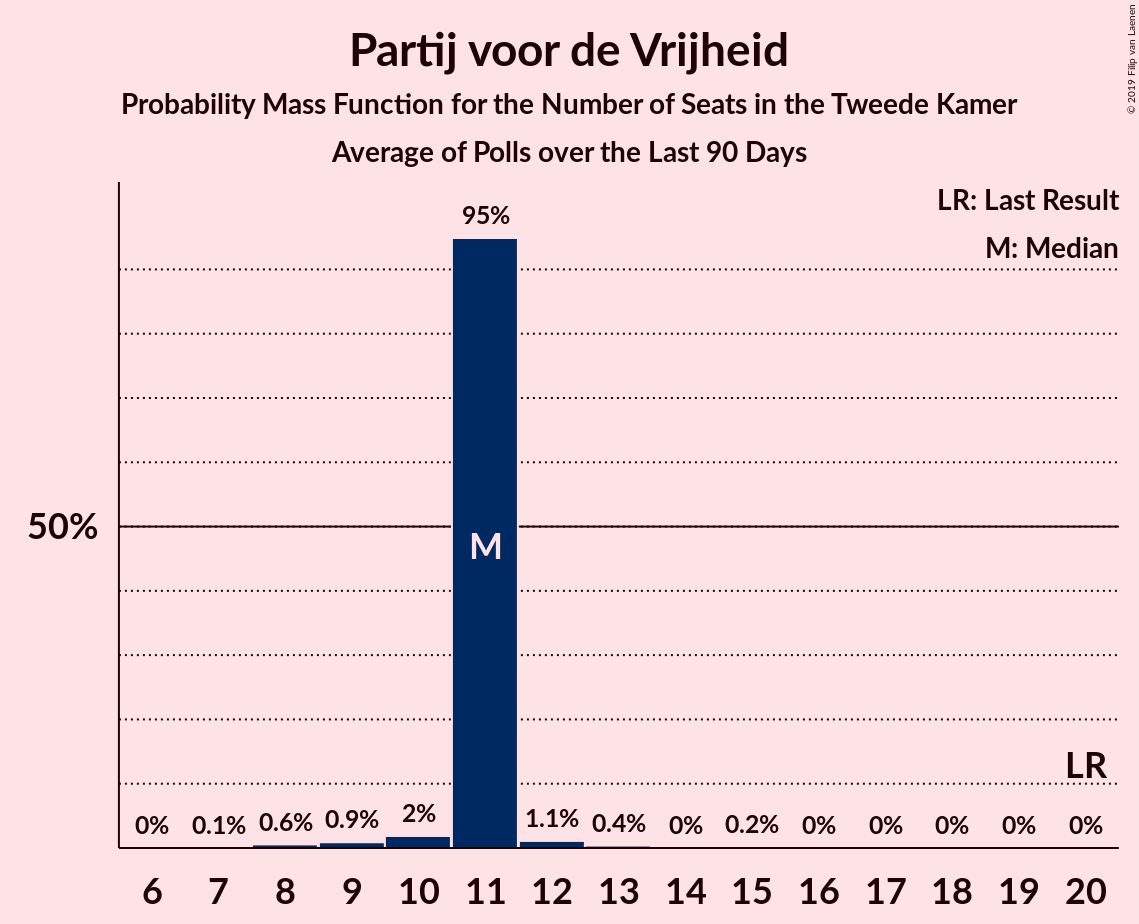 Partij voor de Vrijheid
Probability Mass Function for the Number of Seats in the Tweede Kamer
Average of Polls over the Last 90 Days
© 2019 Filip van Laenen
LR: Last Result
M: Median
95%
50%
M
LR
0% 0.1% 0.6% 0.9% 2% 1.1% 0.4% 0% 0.2% 0% 0% 0% 0% 0%
6 7 8 9 10 11 12 13 14 15 16 17 18 19 20